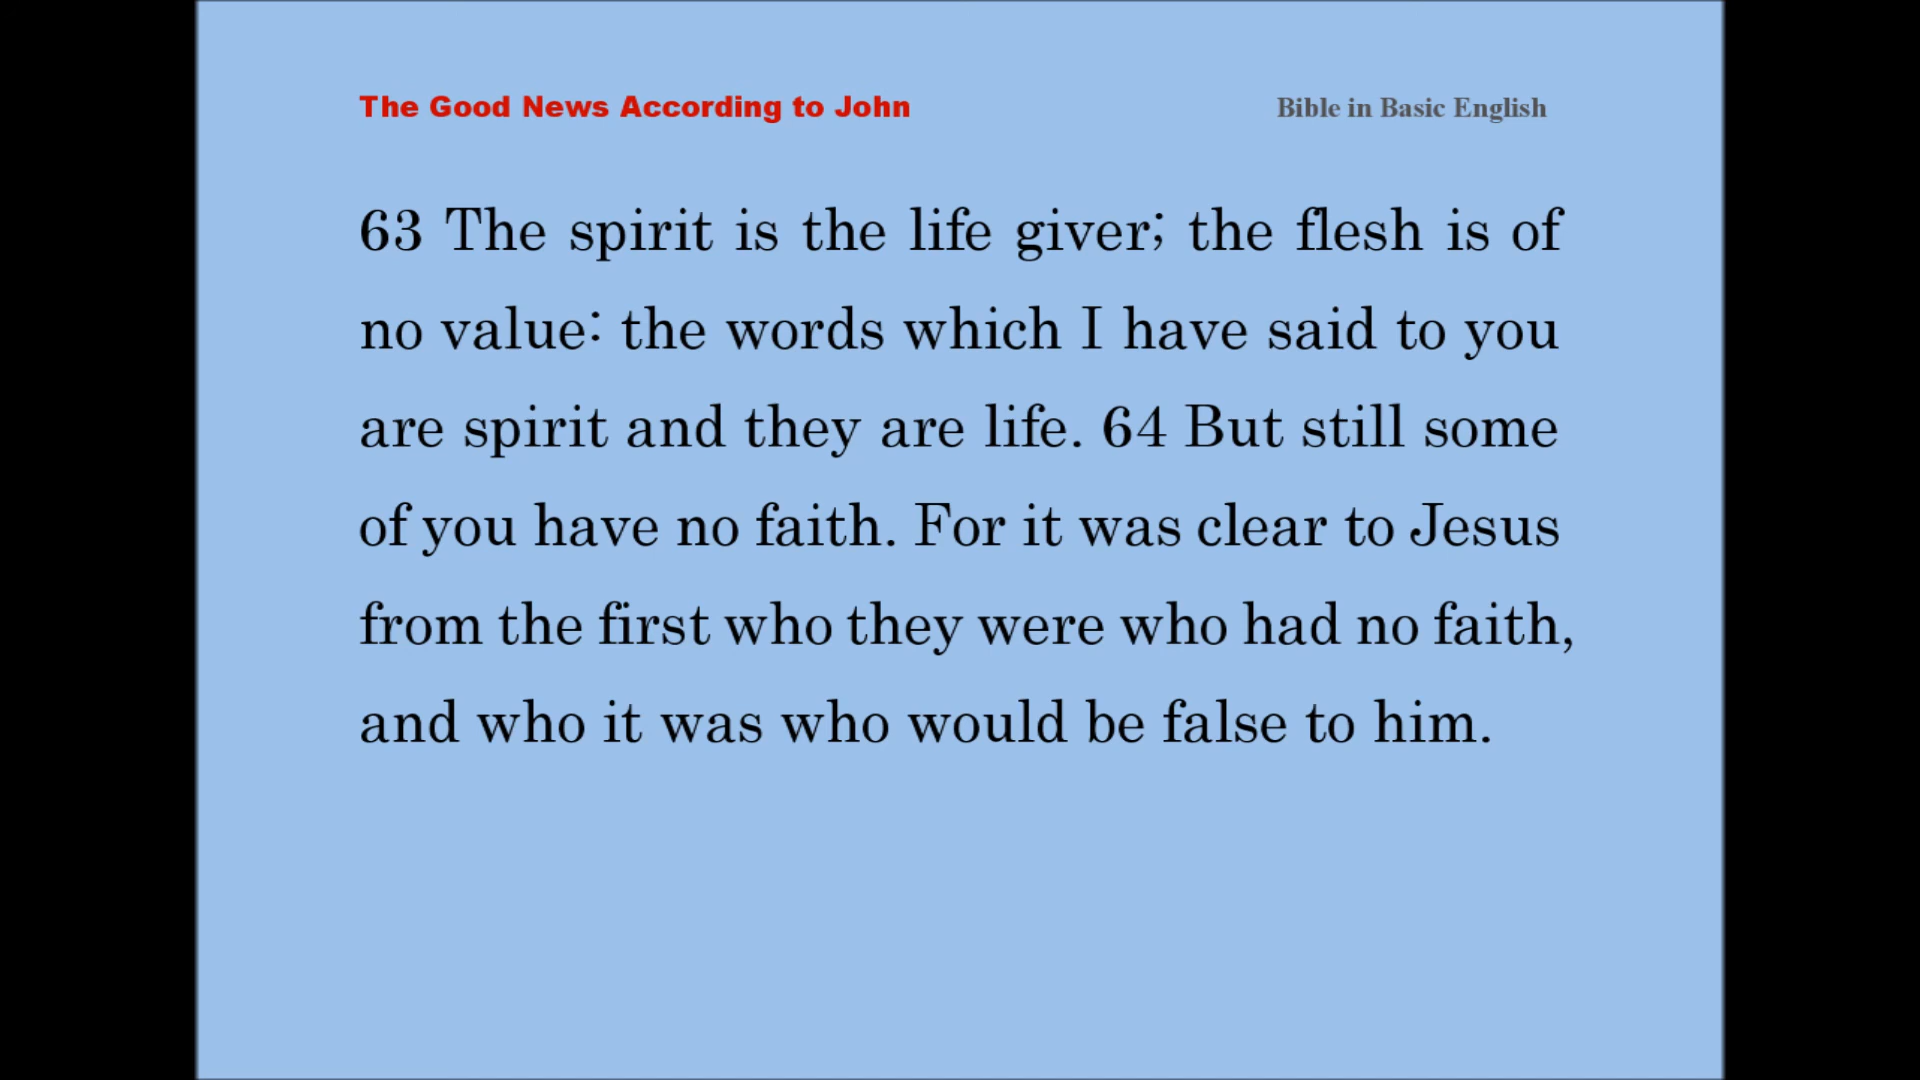 The Good News According to John
Bible in Basic English
63 The spirit is the life giver; the flesh is of
no value: the words which I have said to you
are spirit and they are life. 64 But still some
of you have no faith. For it was clear to Jesus
from the first who they were who had no faith,
and who it was who would be false to him.